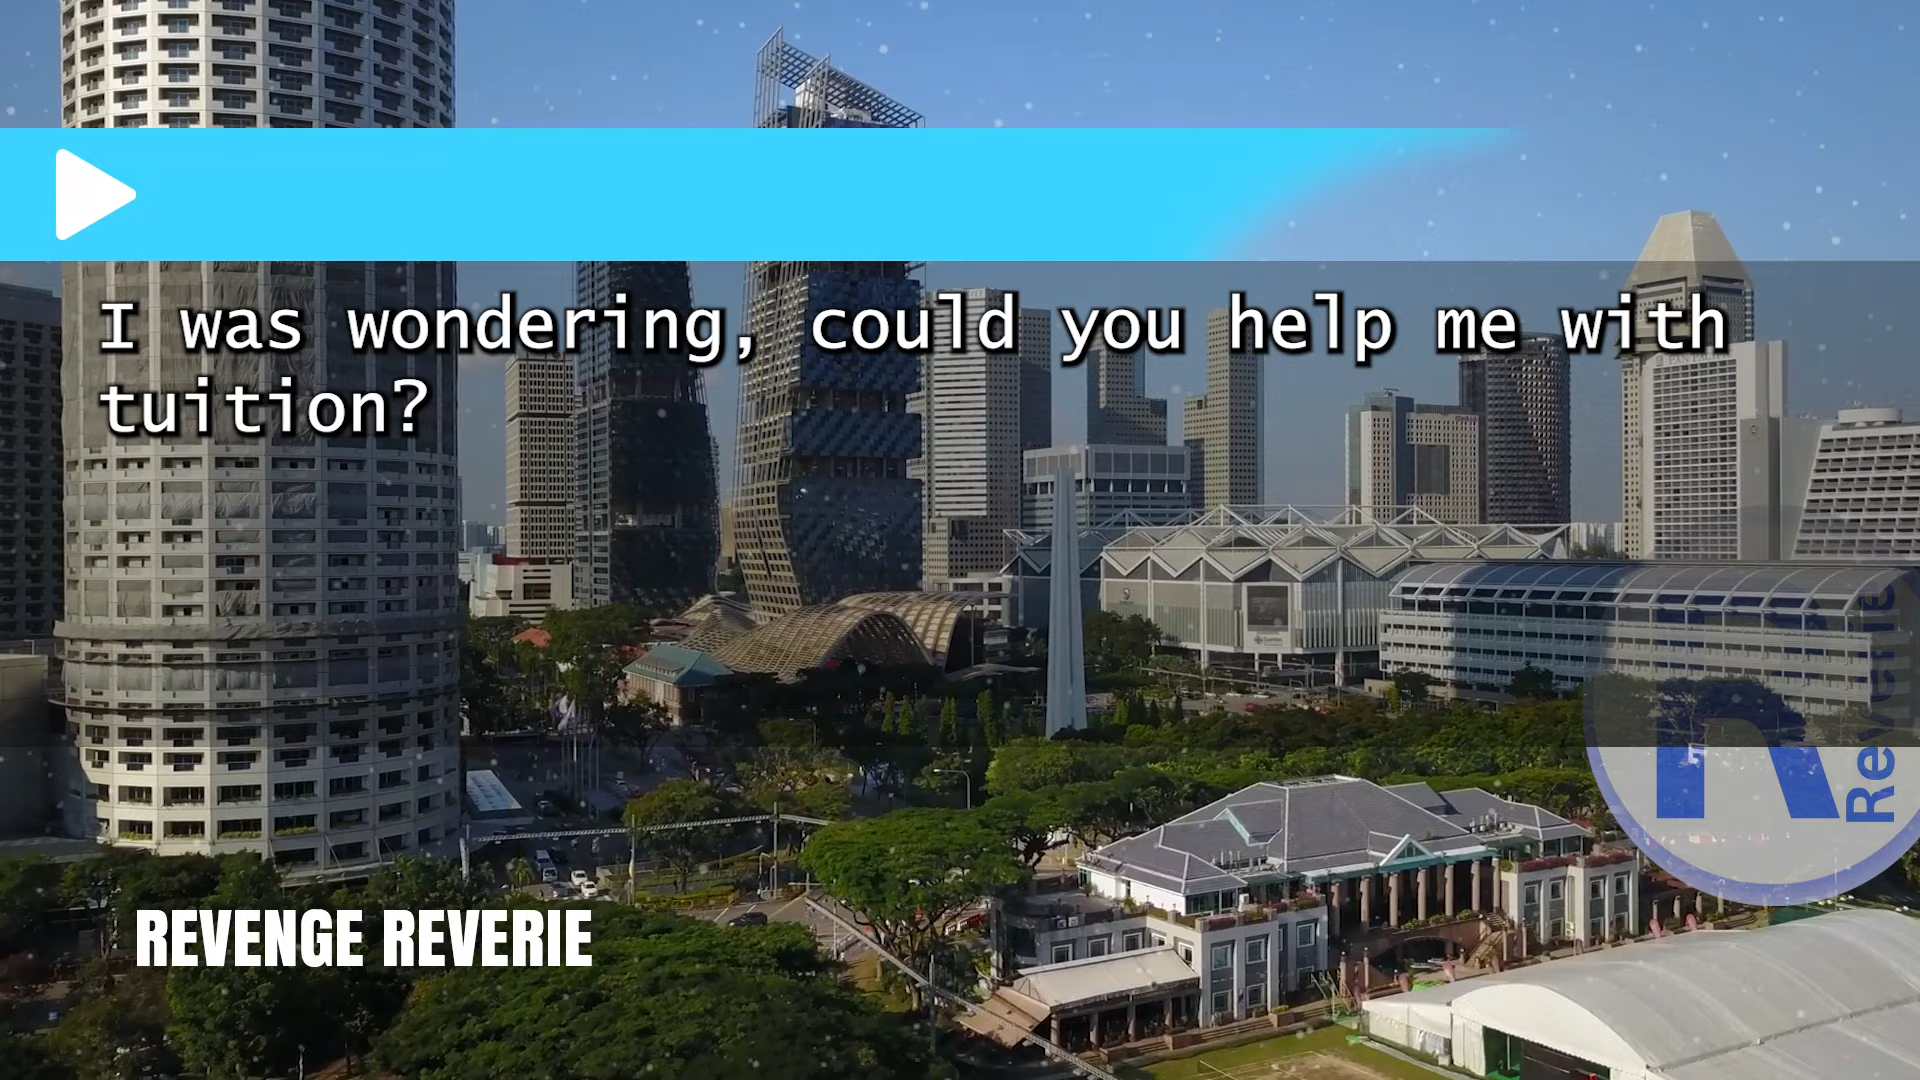 I was wondering, could you help me with
tuition?
Reverie
REVENGE REVERIE